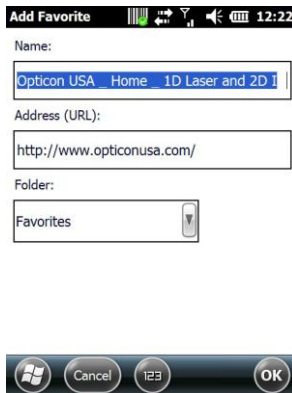 Add Favorite 12:22
Name:
Opticon USA _ Home _ 1D Laser and 2D I
Address (URL):
http://www.opticonusa.com/
Folder:
Favorites
Cancel 123 OK